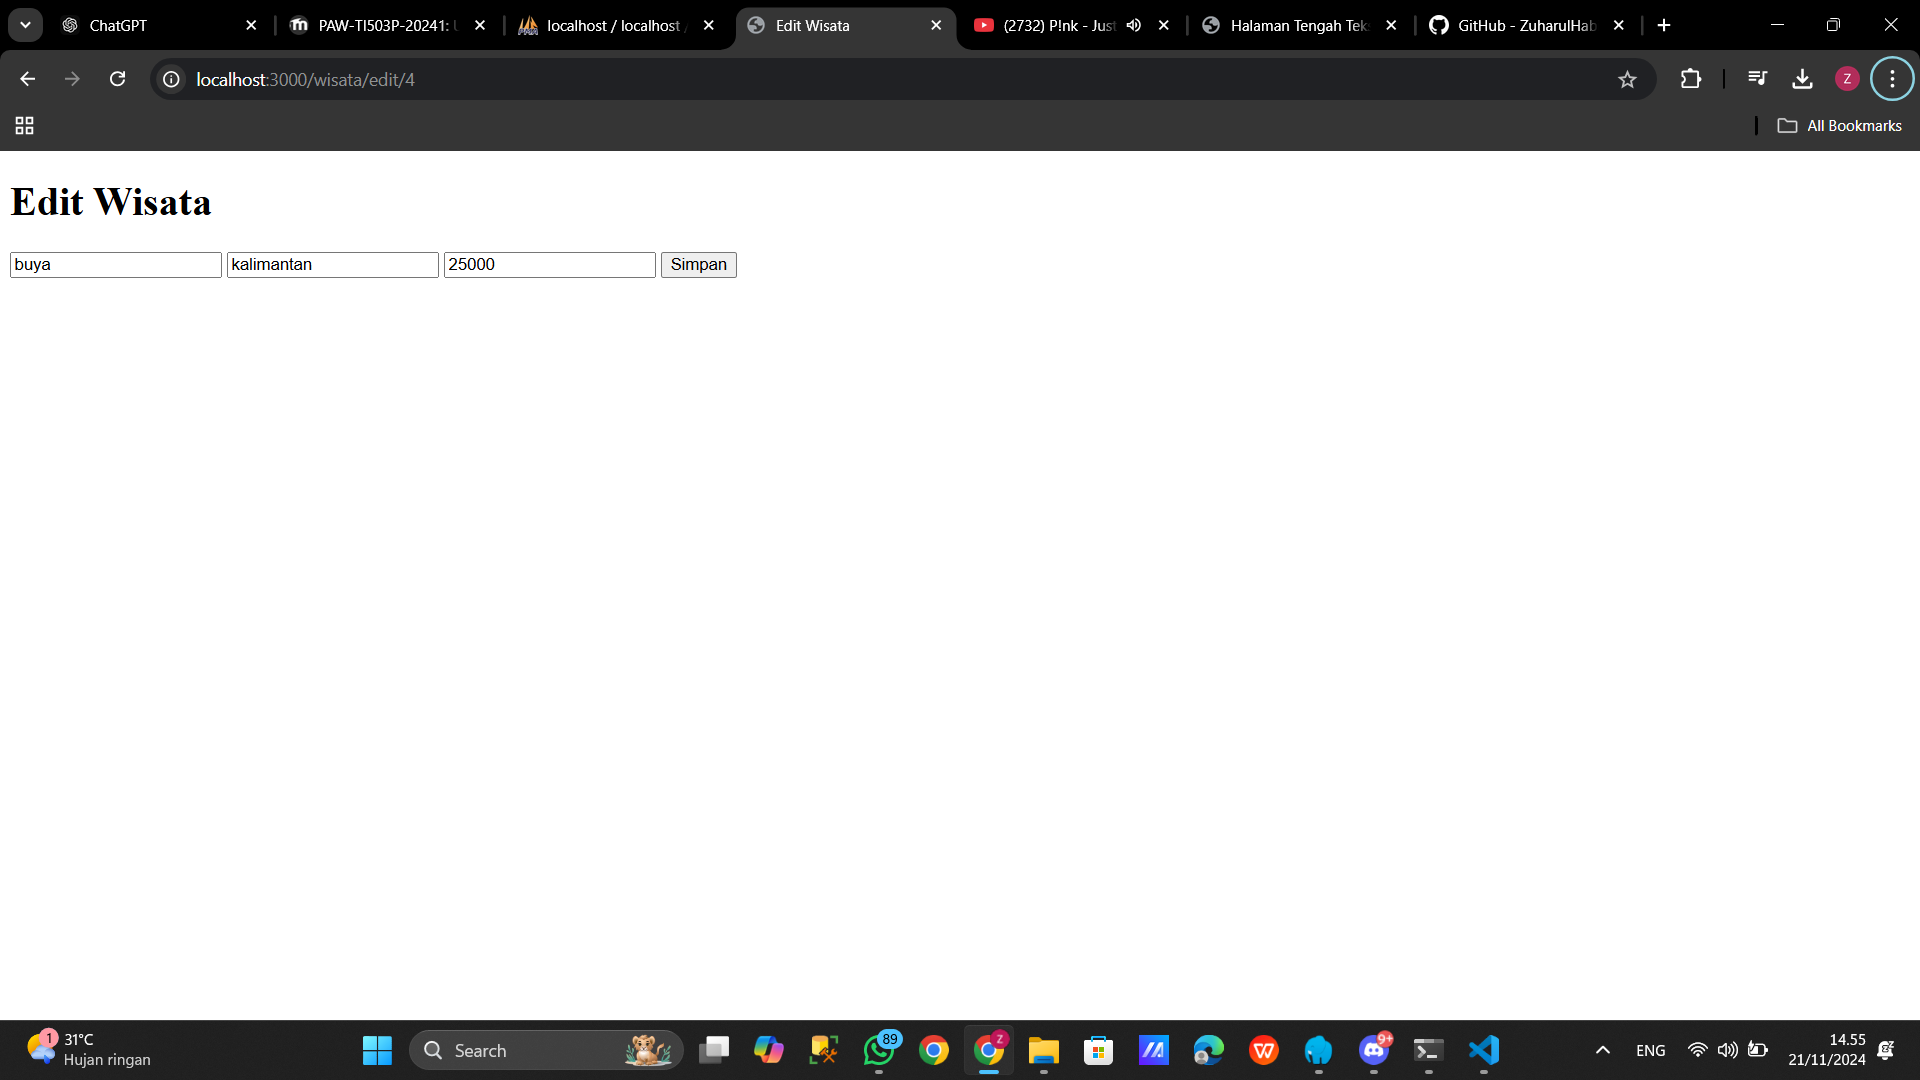 ChatGPT
PAW-TI503P-20241:
localhost / localhost /
Edit Wisata
(2732) P!nk - Just
Halaman Tengah Tek
GitHub - ZuharulHab
localhost:3000/wisata/edit/4
Z
All Bookmarks
Edit Wisata
buya kalimantan 25000 Simpan
1
31°C
Hujan ringan
Search
89
Z
9+
ENG
14.55
21/11/2024